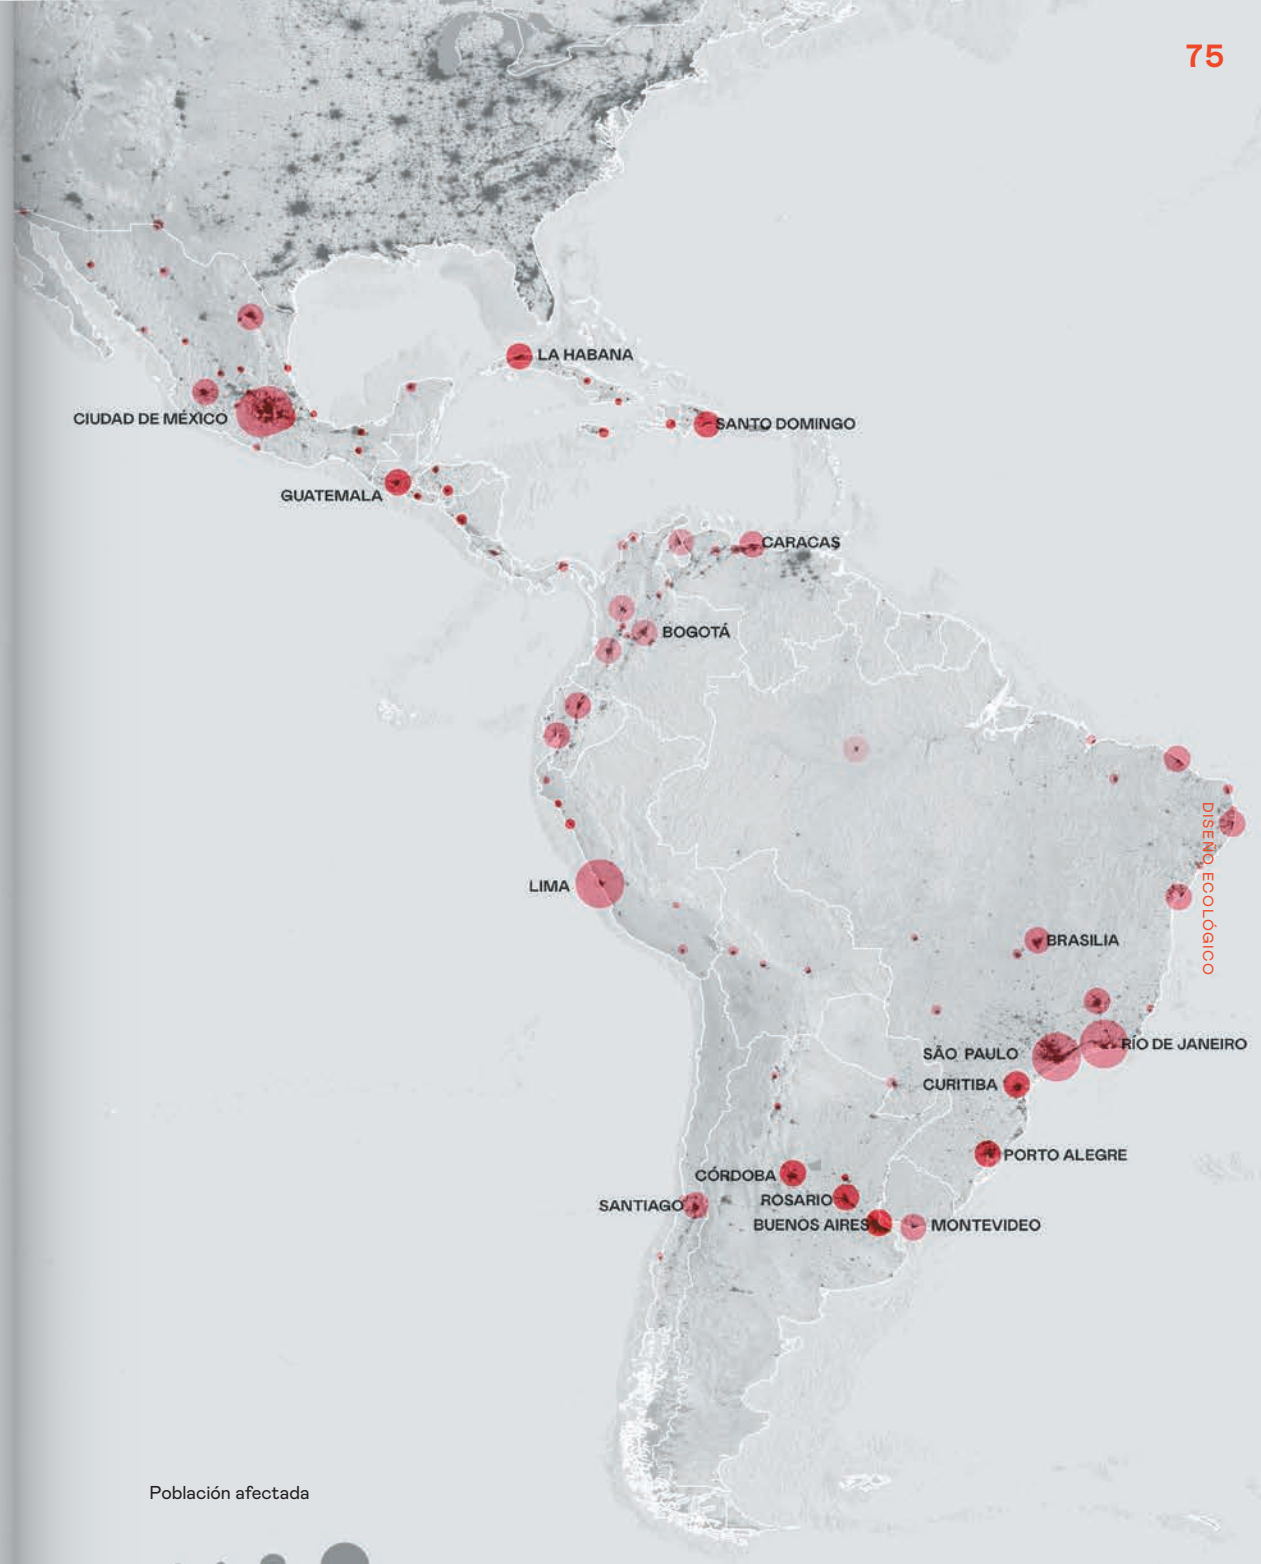 75
LA HABANA
CIUDAD DE MÉXICO
SANTO DOMINGO
GUATEMALA
CARACAS
BOGOTÁ
DISEÑO ECOLÓGICO
LIMA
BRASILIA
SÃO PAULO
RÍO DE JANEIRO
CURITIBA
PORTO ALEGRE
CÓRDOBA
ROSARIO
SANTIAGO
BUENOS AIRES
MONTEVIDEO
Población afectada